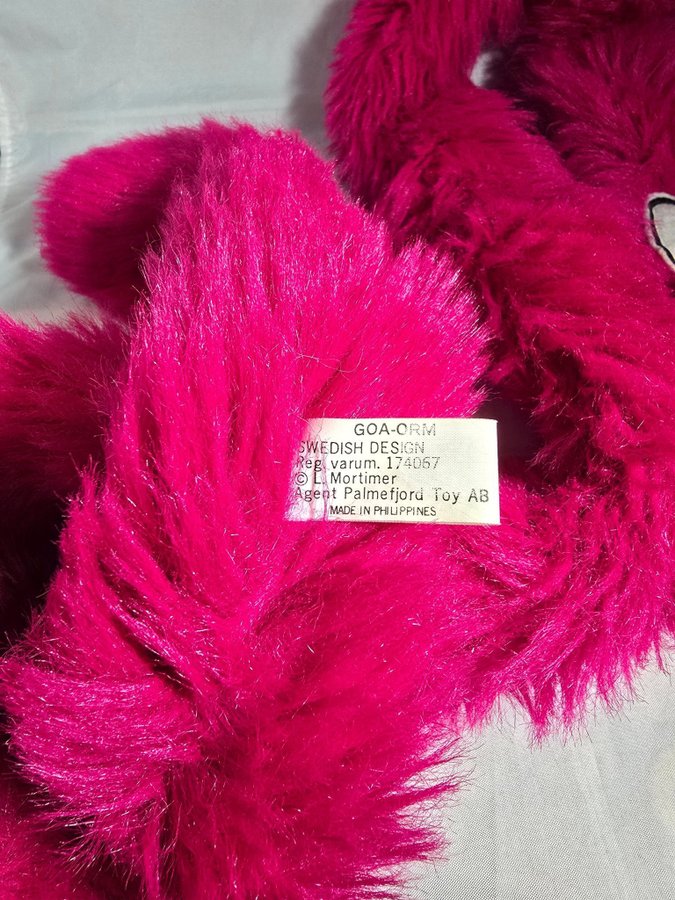 GOA-ORM
SWEDISH DESIGN
Reg. varum. 174067
© L. Mortimer
Agent Palmefjord Toy AB
MADE IN PHILIPPINES